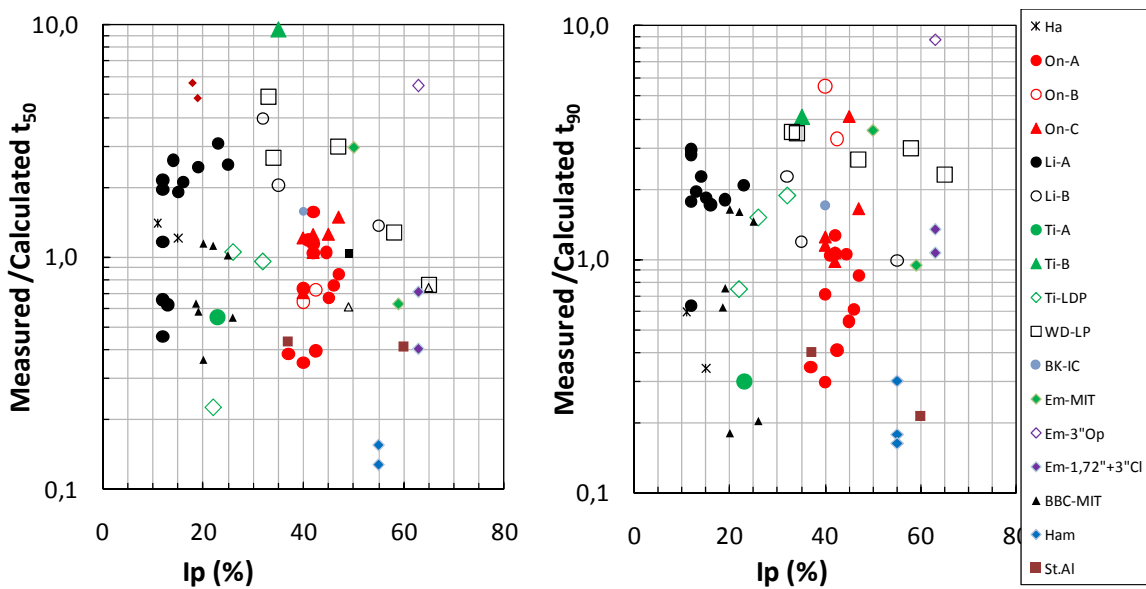 Measured /Calculated t50
10,0
1,0
0,1
0
20
40
60
80
Ip (%)
Measured /Calculated t90
10,0
1,0
0,1
0
20
40
60
80
Ip (%)
Ha
On-A
On-B
On-C
Li-A
Li-B
Ti-A
Ti-B
Ti-LDP
WD-LP
BK-IC
Em-MIT
Em-3"Op
Em-1,72"+3"Cl
BBC-MIT
Ham
St.Al